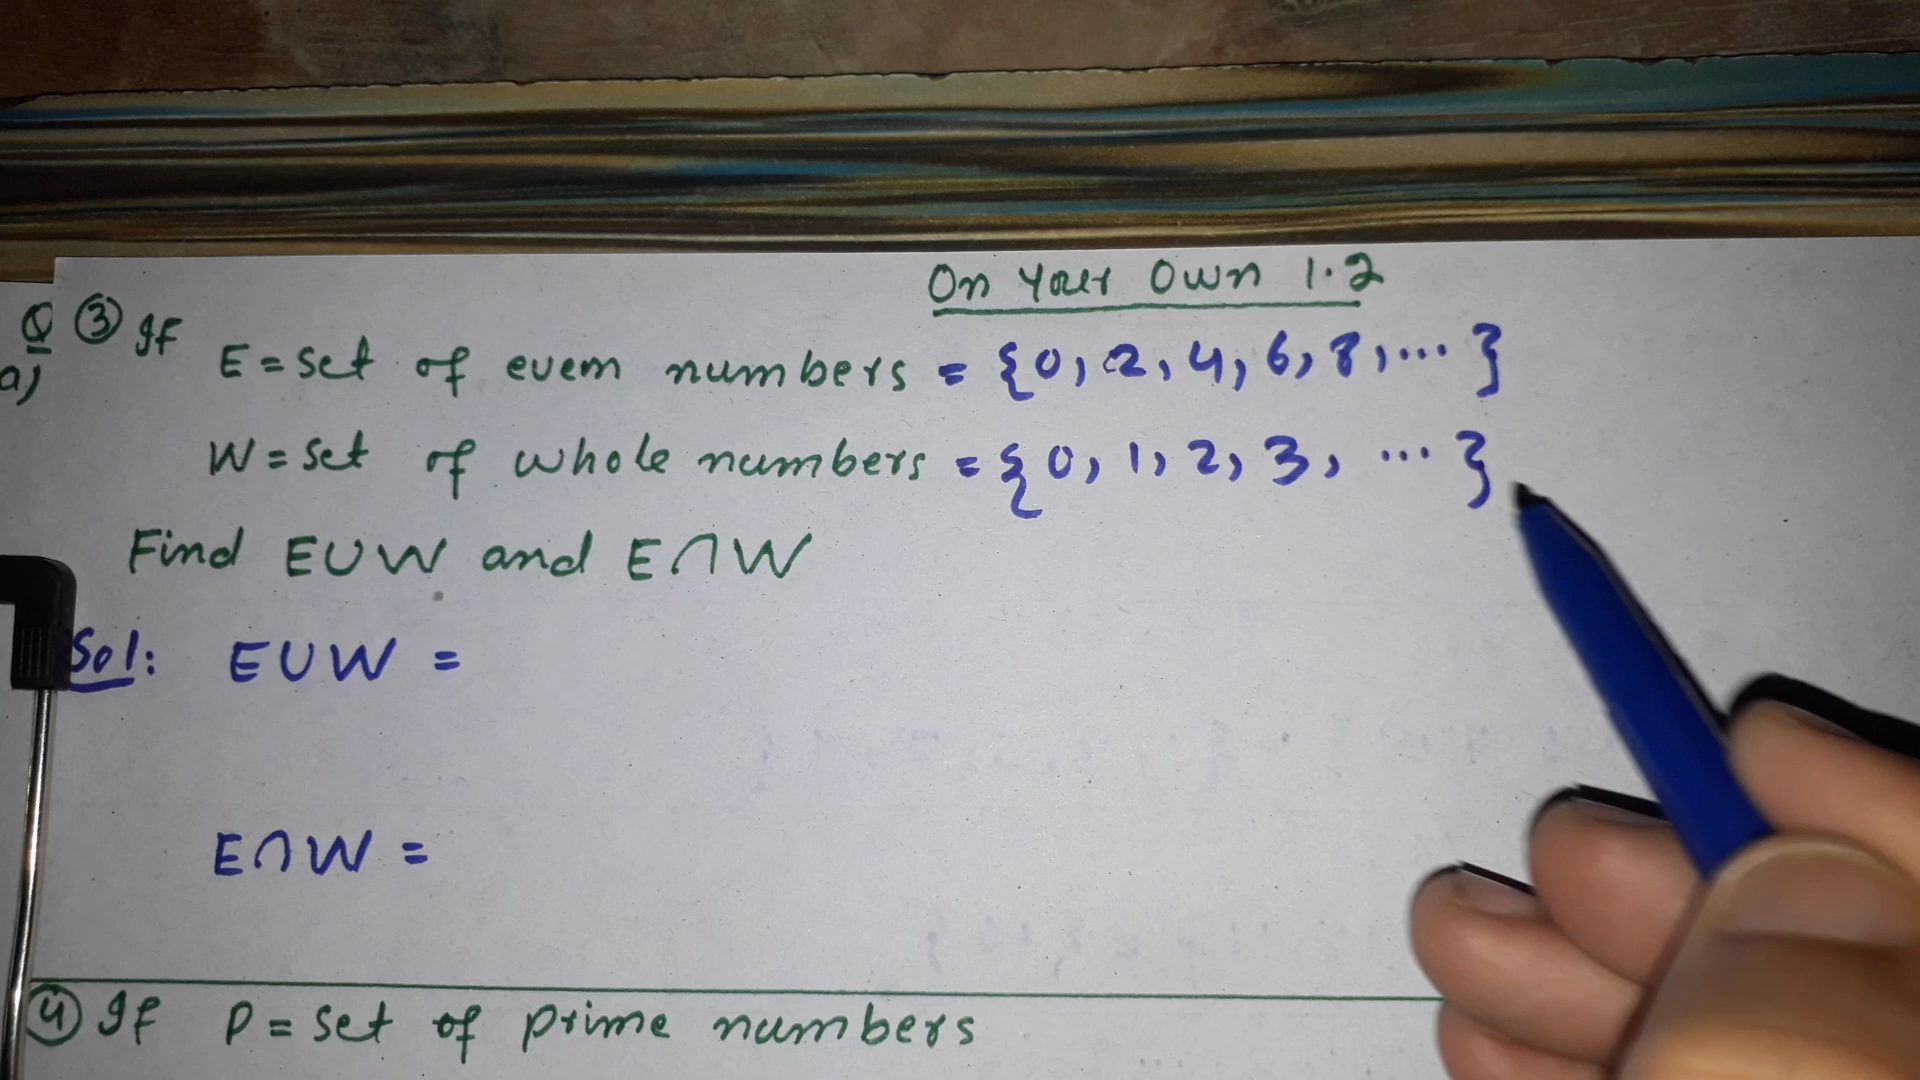 On Your Own 1.2
Q ③ If
a) E = set of evem numbers = {0, 2, 4, 6, 8, ... }
W = set of whole numbers = {0, 1, 2, 3, ... }
Find E∪W and E∩W
Sol: E∪W =
E∩W =
④ If P = set of prime numbers